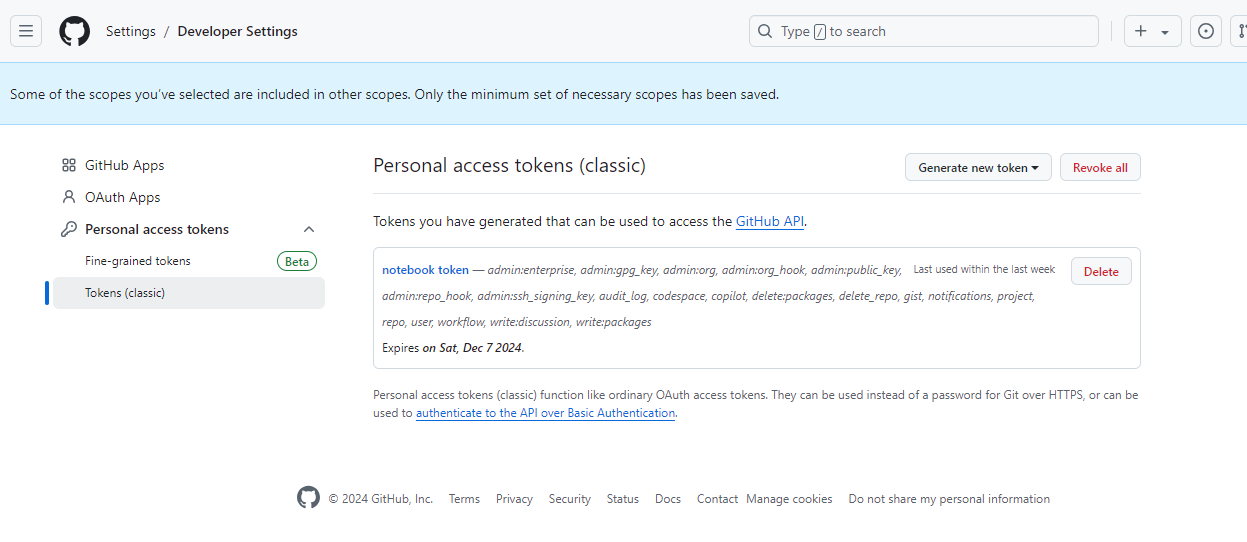 Settings / Developer Settings
Type / to search
Some of the scopes you've selected are included in other scopes. Only the minimum set of necessary scopes has been saved.
GitHub Apps
OAuth Apps
Personal access tokens
Fine-grained tokens Beta
Tokens (classic)
Personal access tokens (classic)
Generate new token
Revoke all
Tokens you have generated that can be used to access the GitHub API.
notebook token — admin:enterprise, admin:gpg_key, admin:org, admin:org_hook, admin:public_key,
Last used within the last week
Delete
admin:repo_hook, admin:ssh_signing_key, audit_log, codespace, copilot, delete:packages, delete_repo, gist, notifications, project,
repo, user, workflow, write:discussion, write:packages
Expires on Sat, Dec 7 2024.
Personal access tokens (classic) function like ordinary OAuth access tokens. They can be used instead of a password for Git over HTTPS, or can be
used to authenticate to the API over Basic Authentication.
© 2024 GitHub, Inc. Terms Privacy Security Status Docs Contact Manage cookies Do not share my personal information